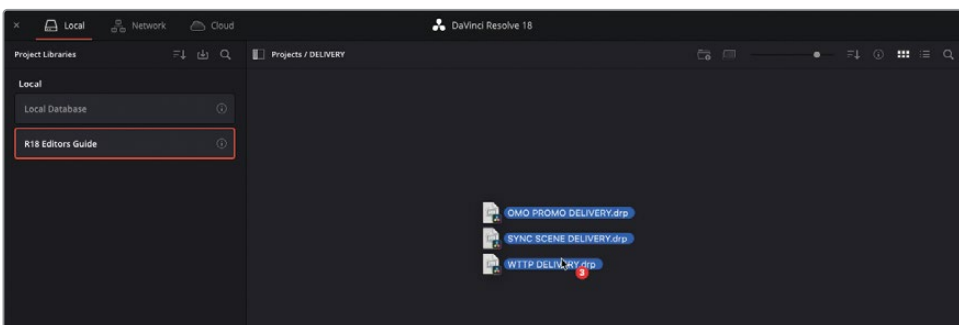 Local Network Cloud DaVinci Resolve 18
Project Libraries Projects / DELIVERY
Local
Local Database
R18 Editors Guide
OMO PROMO DELIVERY.drp
SYNC SCENE DELIVERY.drp
WTTP DELIVERY.drp
3